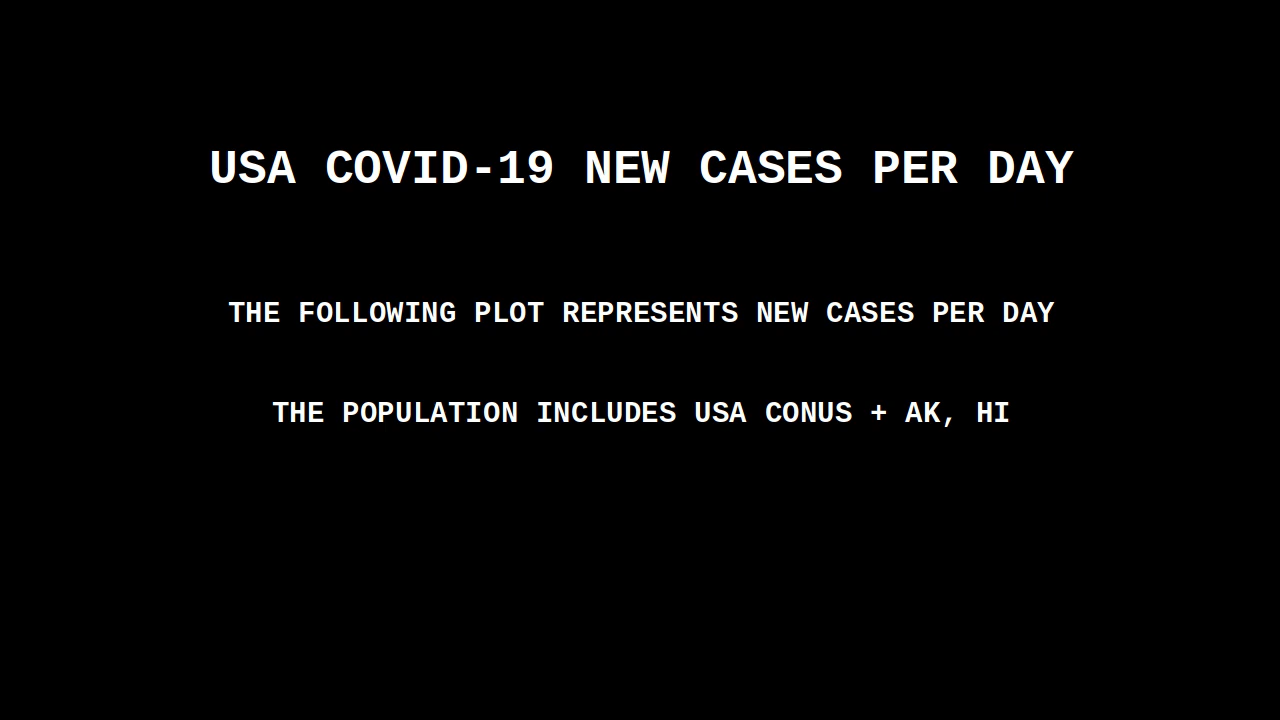 USA COVID-19 NEW CASES PER DAY
THE FOLLOWING PLOT REPRESENTS NEW CASES PER DAY
THE POPULATION INCLUDES USA CONUS + AK, HI